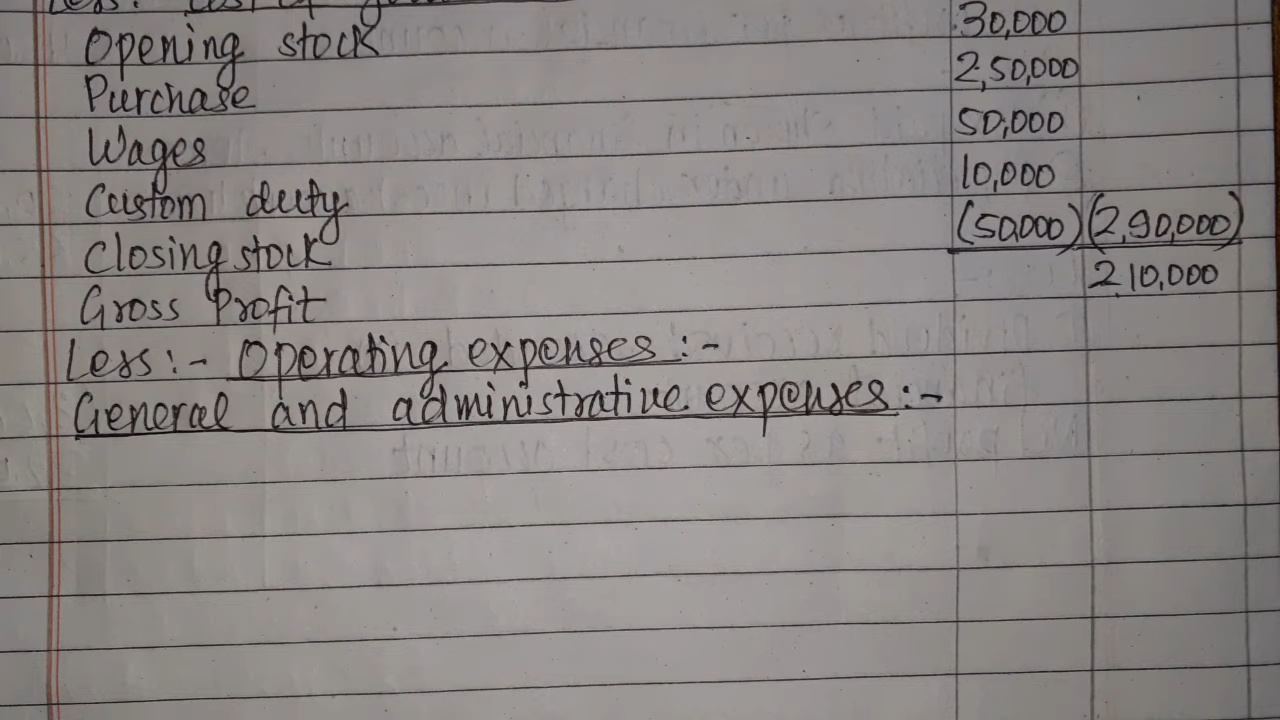 Opening stock 30,000
Purchase 2,50,000
Wages 50,000
Custom duty 10,000
Closing stock (50,000) (2,90,000)
Gross Profit 2,10,000
Less:- Operating expenses:-
General and administrative expenses:-